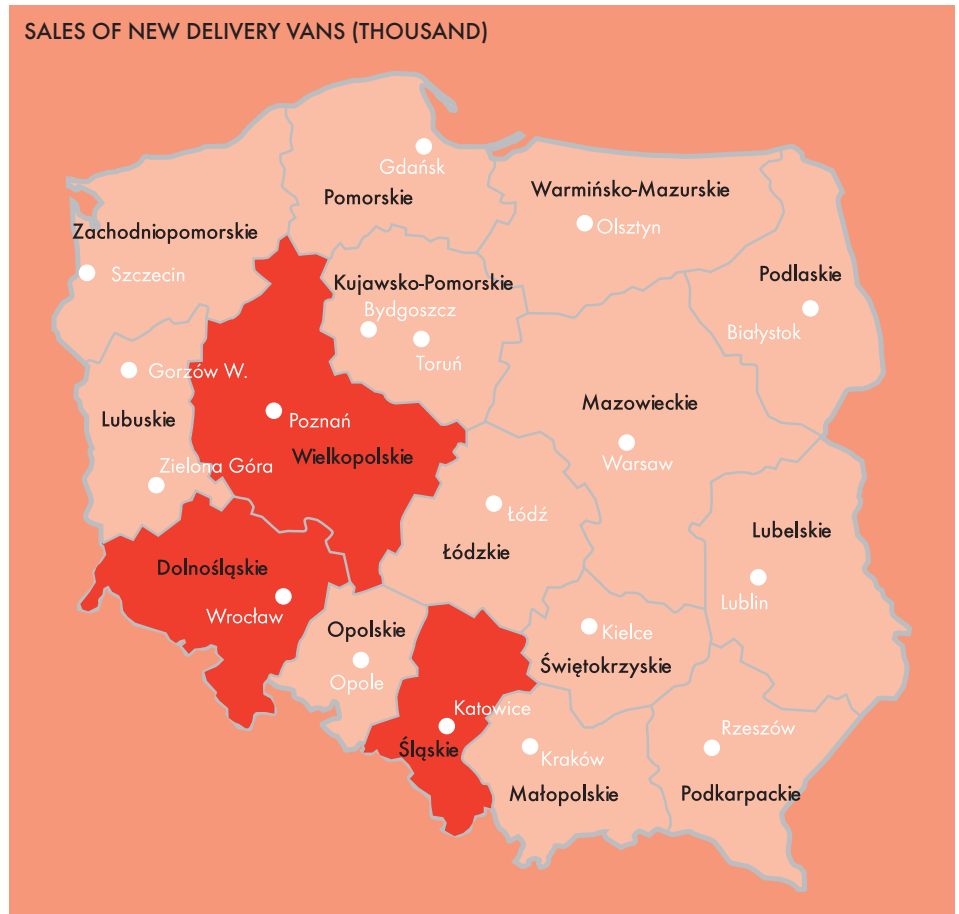 SALES OF NEW DELIVERY VANS (THOUSAND)
Gdańsk
Pomorskie
Warmińsko-Mazurskie
Olsztyn
Zachodniopomorskie
Szczecin
Kujawsko-Pomorskie
Bydgoszcz
Toruń
Podlaskie
Białystok
Gorzów W.
Lubuskie
Zielona Góra
Poznań
Wielkopolskie
Mazowieckie
Warsaw
Łódź
Łódzkie
Lubelskie
Lublin
Dolnośląskie
Wrocław
Opolskie
Opole
Kielce
Świętokrzyskie
Katowice
Śląskie
Kraków
Małopolskie
Rzeszów
Podkarpackie